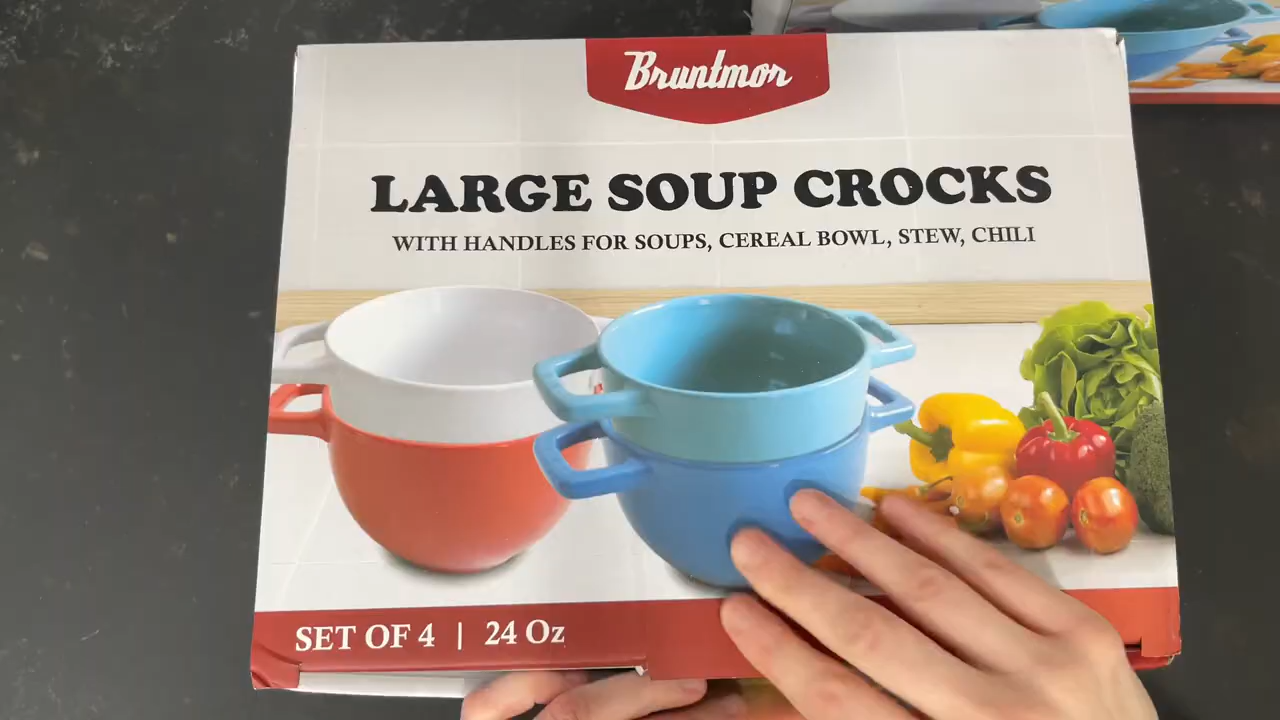 Bruntmor
LARGE SOUP CROCKS
WITH HANDLES FOR SOUPS, CEREAL BOWL, STEW, CHILI
SET OF 4 | 24 Oz